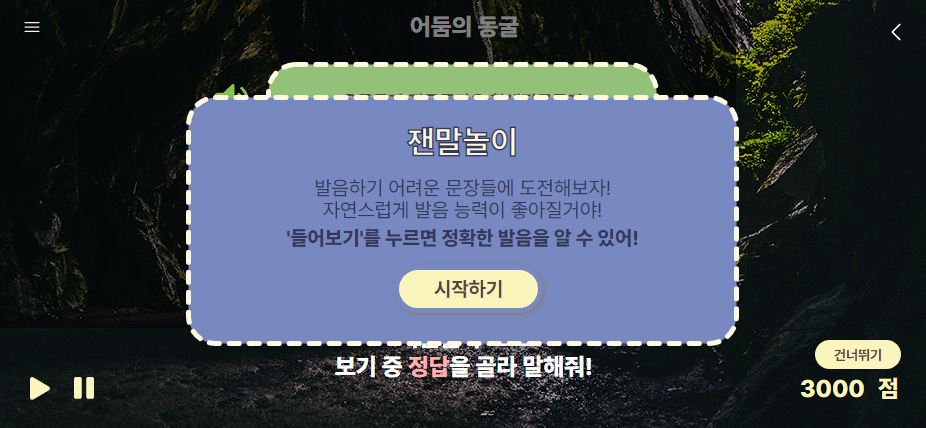 어둠의 동굴
잰말놀이
발음하기 어려운 문장들에 도전해보자!
자연스럽게 발음 능력이 좋아질거야!
'들어보기'를 누르면 정확한 발음을 알 수 있어!
시작하기
보기 중 정답을 골라 말해줘!
건너뛰기
3000 점